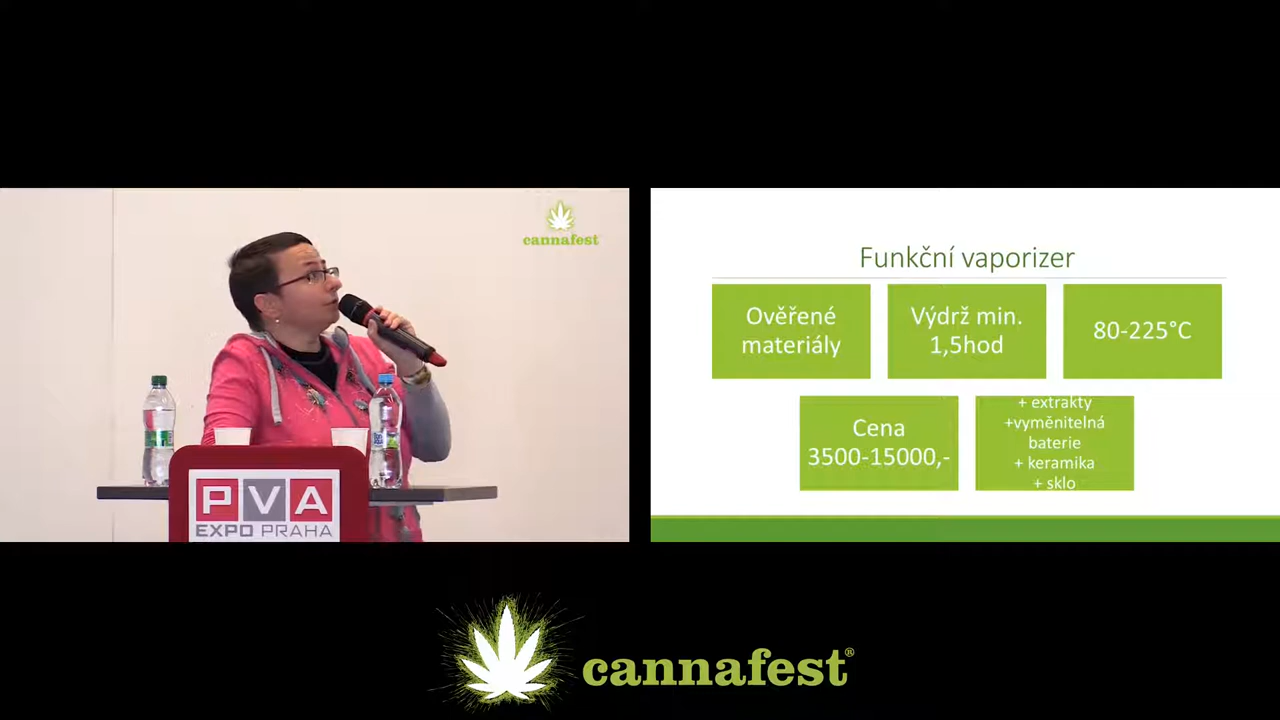 cannafest
PVA
EXPO PRAHA
Funkční vaporizer
Ověřené
materiály
Výdrž min.
1,5hod
80-225°C
Cena
3500-15000,-
+ extrakty
+vyměnitelná
baterie
+ keramika
+ sklo
cannafest®